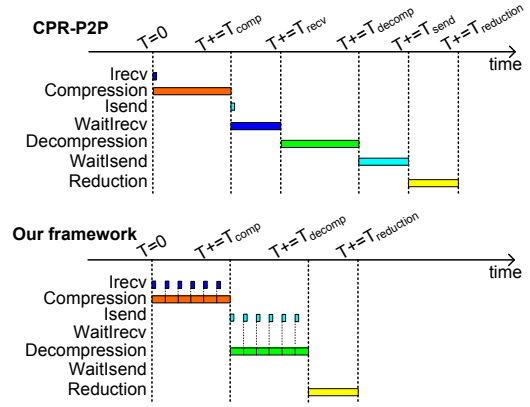 CPR-P2P
T=0 T+=T_comp T+=T_recv T+=T_decomp T+=T_send T+=T_reduction
time
Irecv
Compression
Isend
WaitIrecv
Decompression
WaitIsend
Reduction
Our framework
T=0 T+=T_comp T+=T_decomp T+=T_reduction
time
Irecv
Compression
Isend
WaitIrecv
Decompression
WaitIsend
Reduction